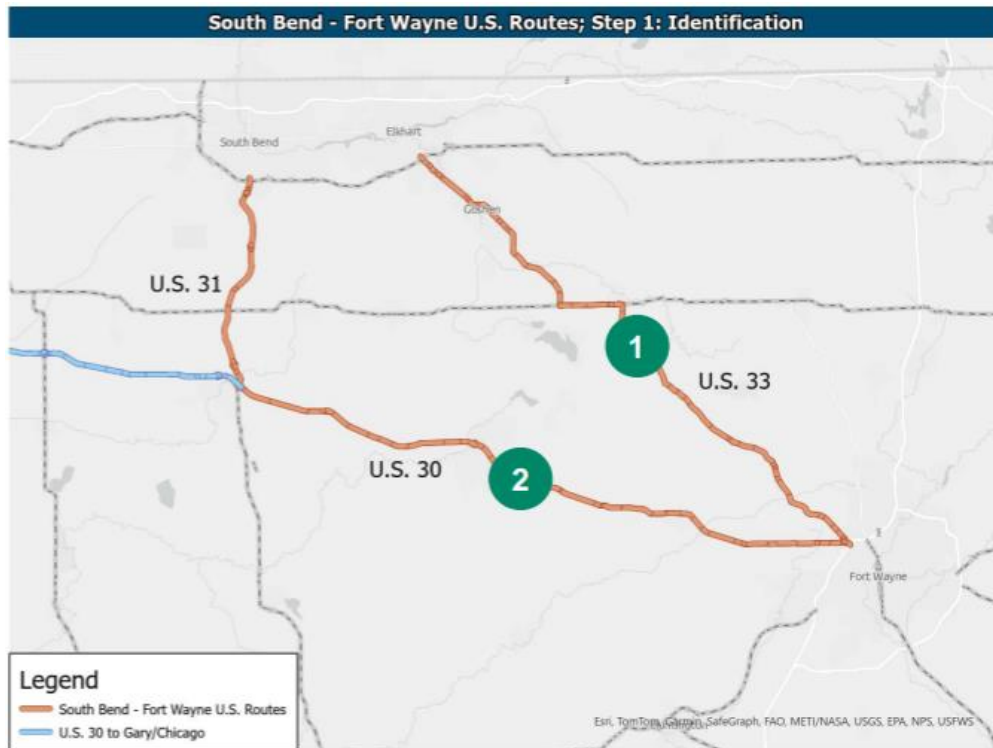 South Bend - Fort Wayne U.S. Routes; Step 1: Identification
South Bend
Elkhart
Goshen
U.S. 31
1
U.S. 33
U.S. 30
2
Fort Wayne
Legend
South Bend - Fort Wayne U.S. Routes
U.S. 30 to Gary/Chicago
Esri, TomTom, Garmin, SafeGraph, FAO, METI/NASA, USGS, EPA, NPS, USFWS